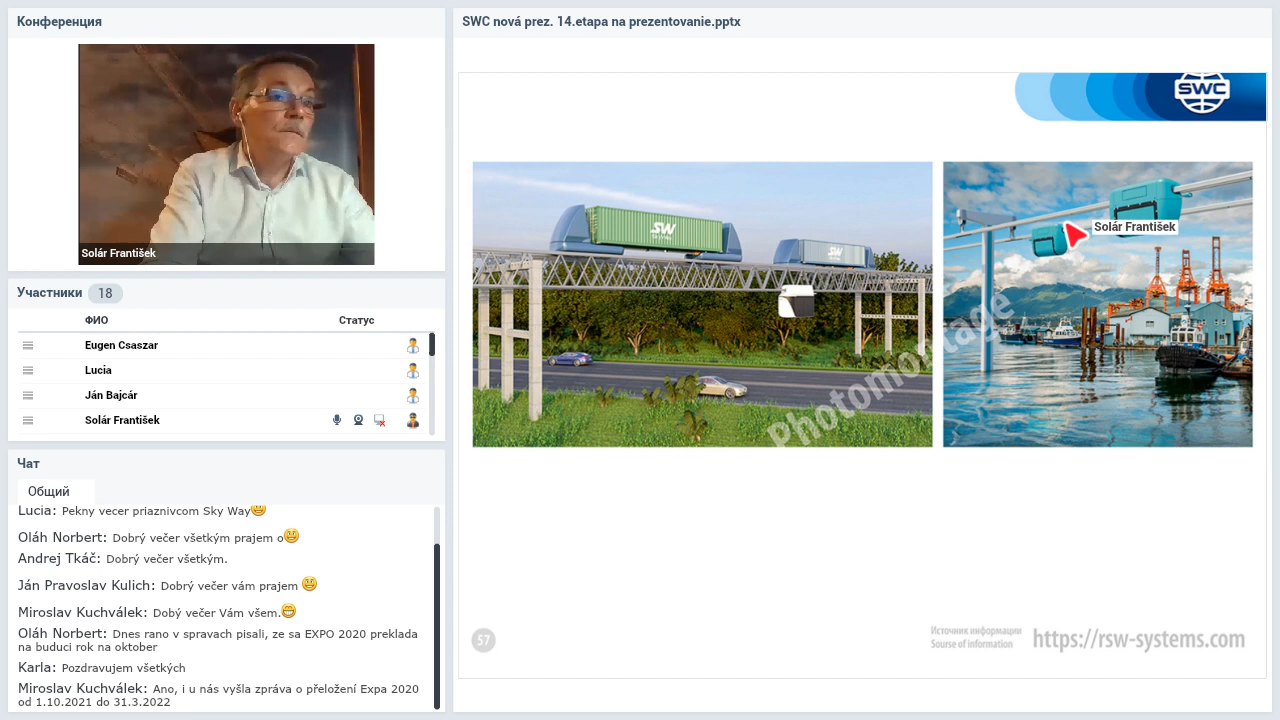 Конференция
Solár František
Участники 18
ФИО Статус
Eugen Csaszar
Lucia
Ján Bajcár
Solár František
Чат
Общий
Lucia: Pekny vecer priaznivcom Sky Way
Oláh Norbert: Dobrý večer všetkým prajem o
Andrej Tkáč: Dobrý večer všetkým.
Ján Pravoslav Kulich: Dobrý večer vám prajem
Miroslav Kuchválek: Dobý večer Vám všem.
Oláh Norbert: Dnes rano v spravach pisali, ze sa EXPO 2020 preklada
na buduci rok na oktober
Karla: Pozdravujem všetkých
Miroslav Kuchválek: Ano, i u nás vyšla zpráva o přeložení Expa 2020
od 1.10.2021 do 31.3.2022
SWC nová prez. 14.etapa na prezentovanie.pptx
SWC
SW
SW
Solár František
Photomontage
57
Источник информации
Sourse of information
https://rsw-systems.com